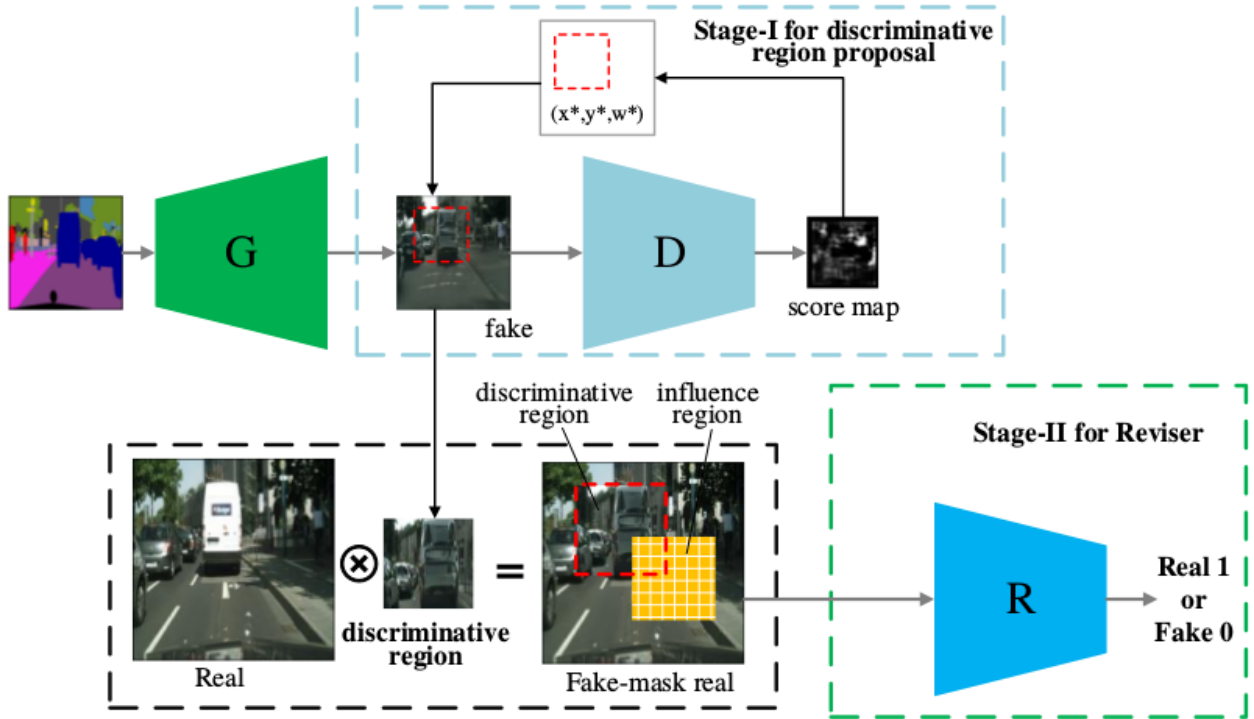 Stage-I for discriminative
region proposal
(x*,y*,w*)
G
D
fake
score map
discriminative
region
influence
region
Stage-II for Reviser
Real
discriminative
region
=
Fake-mask real
R
Real 1
or
Fake 0